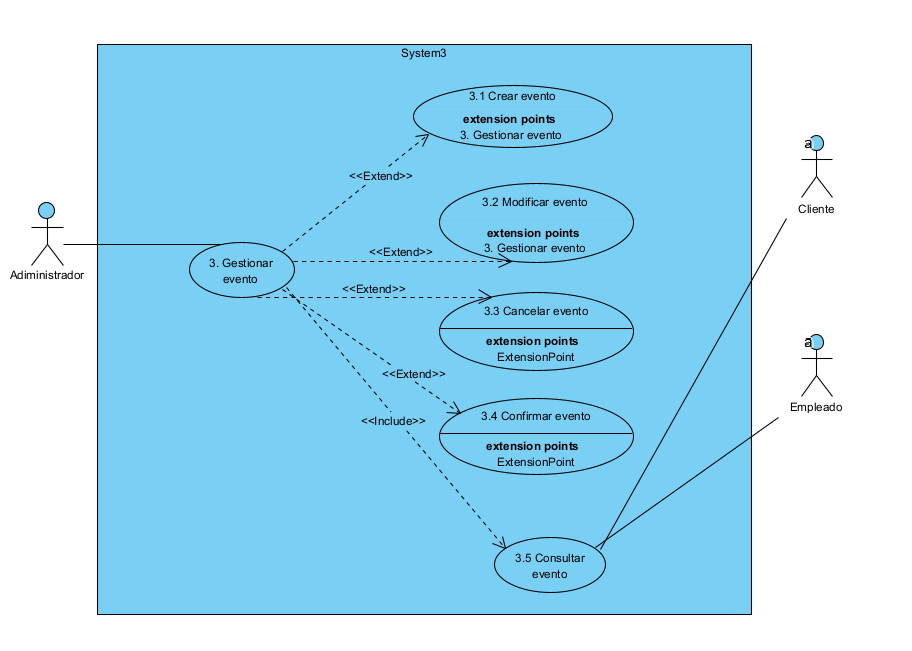 System3
3.1 Crear evento
extension points
3. Gestionar evento
<<Extend>>
a
Cliente
3.2 Modificar evento
extension points
3. Gestionar evento
<<Extend>>
Adiministrador
3. Gestionar
evento
<<Extend>>
3.3 Cancelar evento
extension points
ExtensionPoint
a
Empleado
<<Extend>>
3.4 Confirmar evento
extension points
ExtensionPoint
<<Include>>
3.5 Consultar
evento